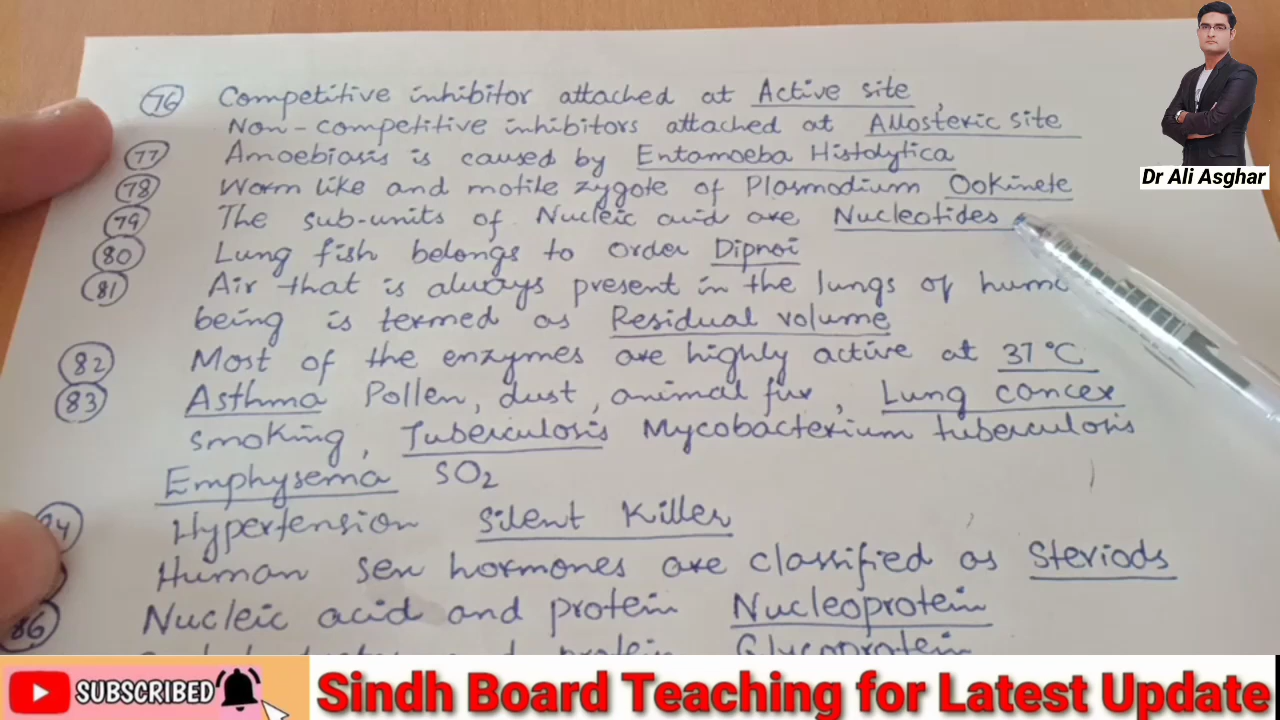 Dr Ali Asghar
76 Competitive inhibitor attached at Active site,
Non-competitive inhibitors attached at Allosteric site
77 Amoebiasis is caused by Entamoeba Histolytica
78 Worm like and motile zygote of Plasmodium Ookinete
79 The sub-units of Nucleic acid are Nucleotides
80 Lung fish belongs to order Dipnoi
81 Air that is always present in the lungs of huma
being is termed as Residual volume
82 Most of the enzymes are highly active at 37°C
83 Asthma Pollen, dust, animal fur, Lung cancer
smoking, Tuberculosis Mycobacterium tuberculosis
Emphysema SO2
Hypertension Silent Killer
Human sex hormones are classified as Steriods
86 Nucleic acid and protein Nucleoprotein
and protein Glycoprotein
SUBSCRIBED
Sindh Board Teaching for Latest Update